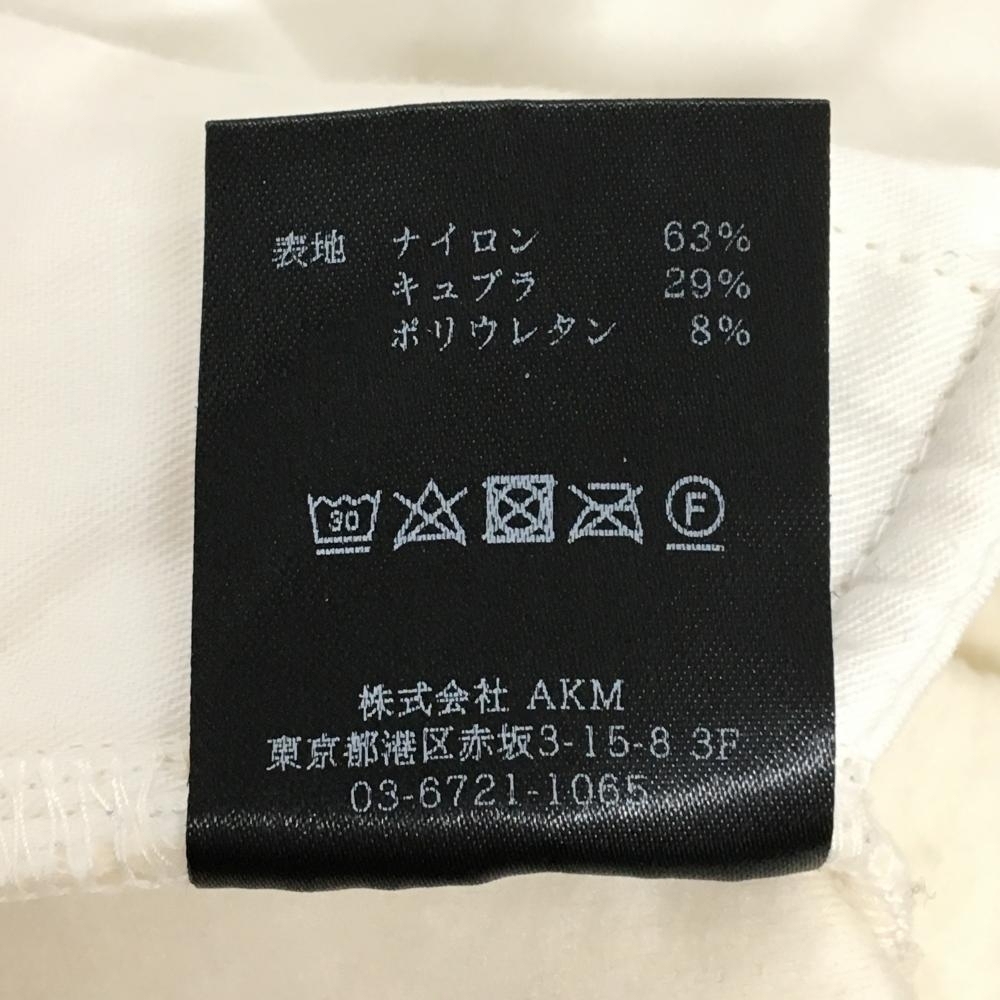 表地 ナイロン 63%
キュプラ 29%
ポリウレタン 8%
30 F
株式会社 AKM
東京都港区赤坂3-15-8 3F
03-6721-1065